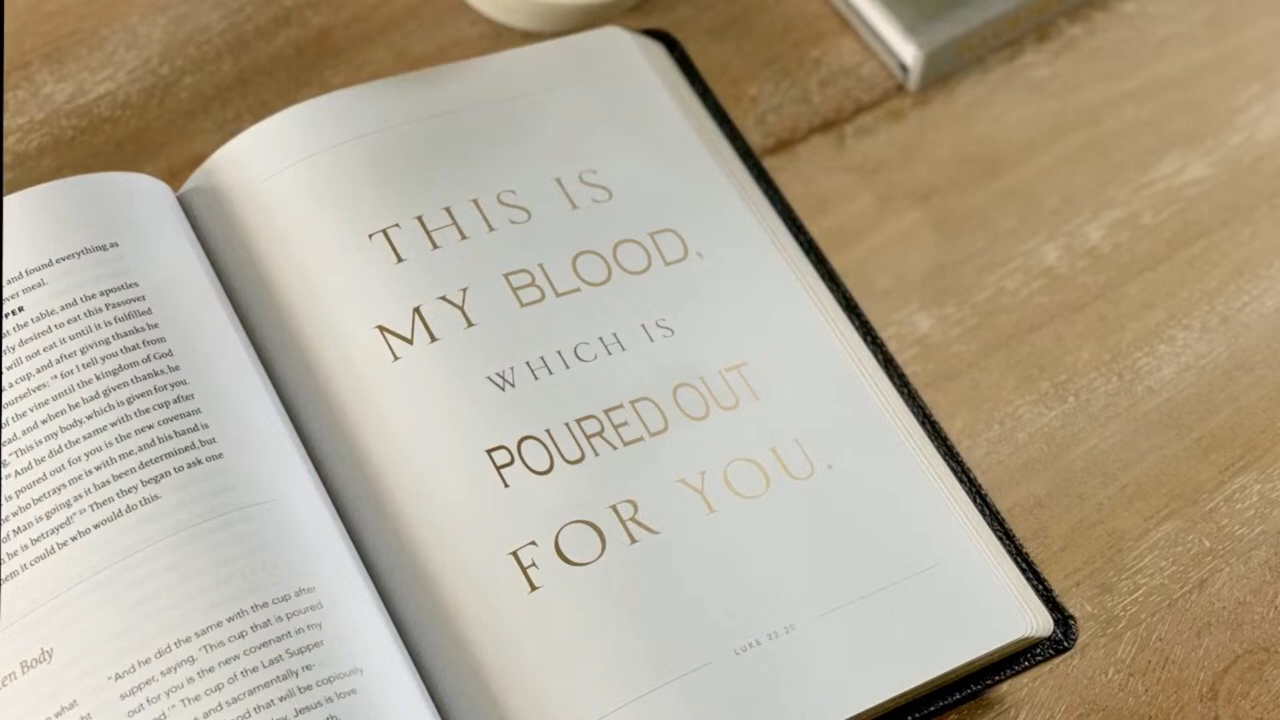 and found everything as
over meal.
PER
at the table, and the apostles
rly desired to eat this Passover
will not eat it until it is fulfilled
a cup, and after giving thanks he
ourselves: 18 for I tell you that from
of the vine until the kingdom of God
ead, and when he had given thanks, he
g, "This is my body, which is given for you.
20 And he did the same with the cup after
is poured out for you is the new covenant
e who betrays me is with me, and his hand is
of Man is going as it has been determined, but
he is betrayed!" 23 Then they began to ask one
hem it could be who would do this.
en Body
what
"And he did the same with the cup after
supper, saying, 'This cup that is poured
out for you is the new covenant in my
d.'" The cup of the Last Supper
s and sacramentally re-
d that will be copiously
Jesus is love
THIS IS
MY BLOOD,
WHICH IS
POURED OUT
FOR YOU.
LUKE 22.20